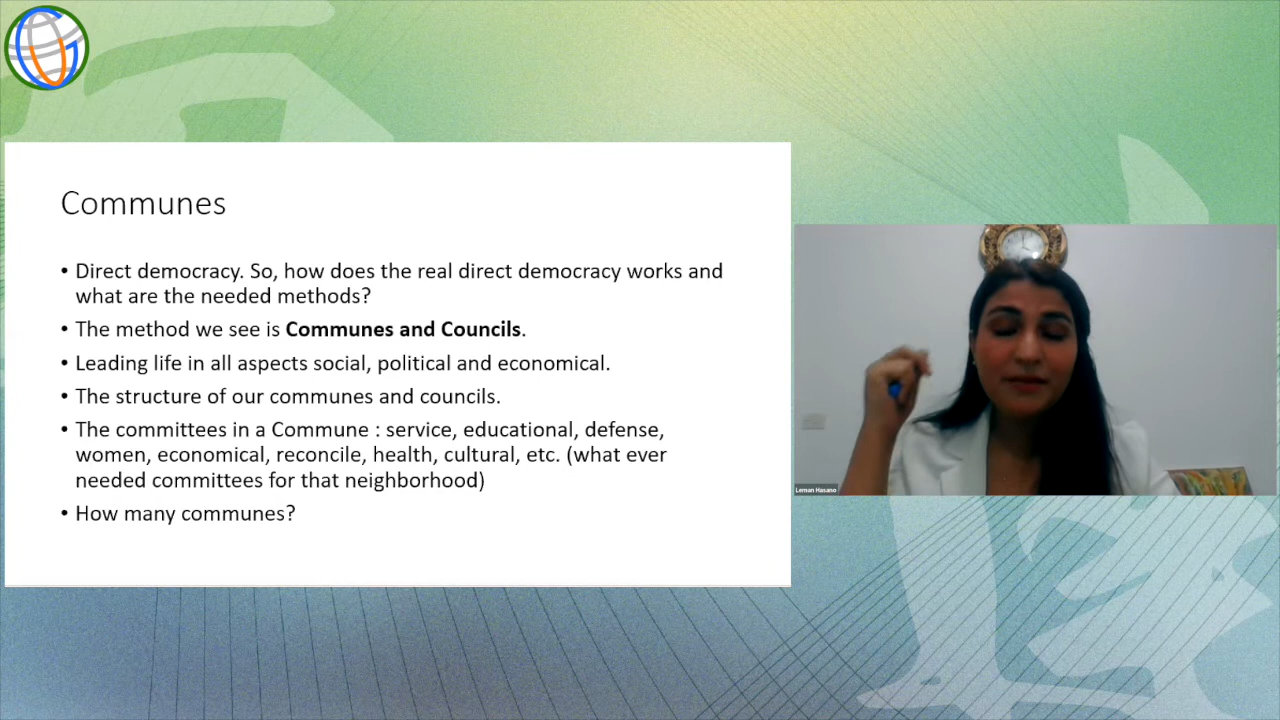 Communes
• Direct democracy. So, how does the real direct democracy works and
what are the needed methods?
• The method we see is Communes and Councils.
• Leading life in all aspects social, political and economical.
• The structure of our communes and councils.
• The committees in a Commune : service, educational, defense,
women, economical, reconcile, health, cultural, etc. (what ever
needed committees for that neighborhood)
• How many communes?
Leman Hasano